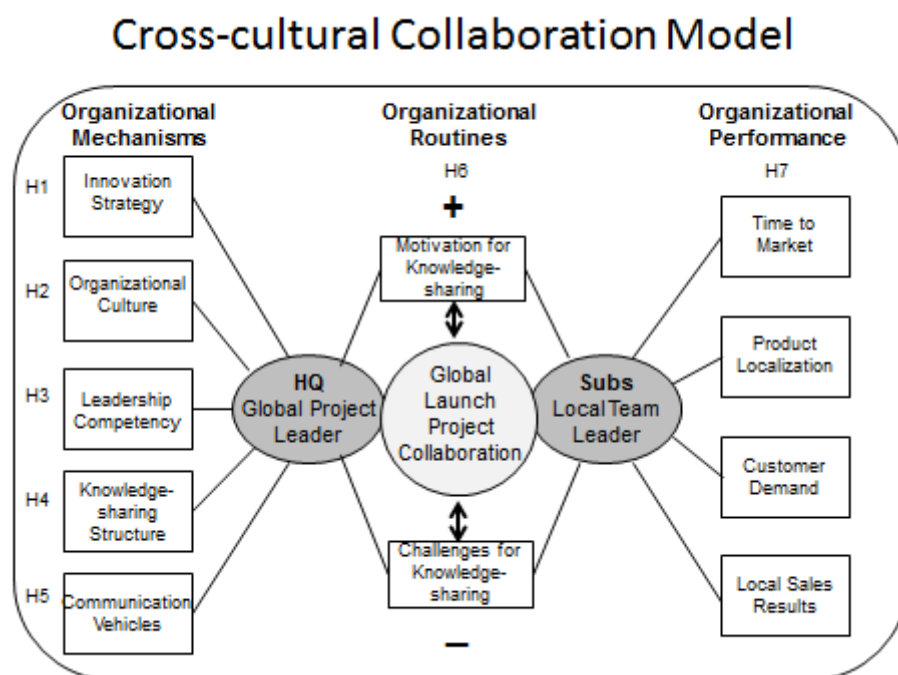 Cross-cultural Collaboration Model
Organizational
Mechanisms
H1
Innovation
Strategy
H2
Organizational
Culture
H3
Leadership
Competency
H4
Knowledge-
sharing
Structure
H5
Communication
Vehicles
HQ
Global Project
Leader
Organizational
Routines
H6
+
Motivation for
Knowledge-
sharing
Global
Launch
Project
Collaboration
Challenges for
Knowledge-
sharing
–
Subs
Local Team
Leader
Organizational
Performance
H7
Time to
Market
Product
Localization
Customer
Demand
Local Sales
Results